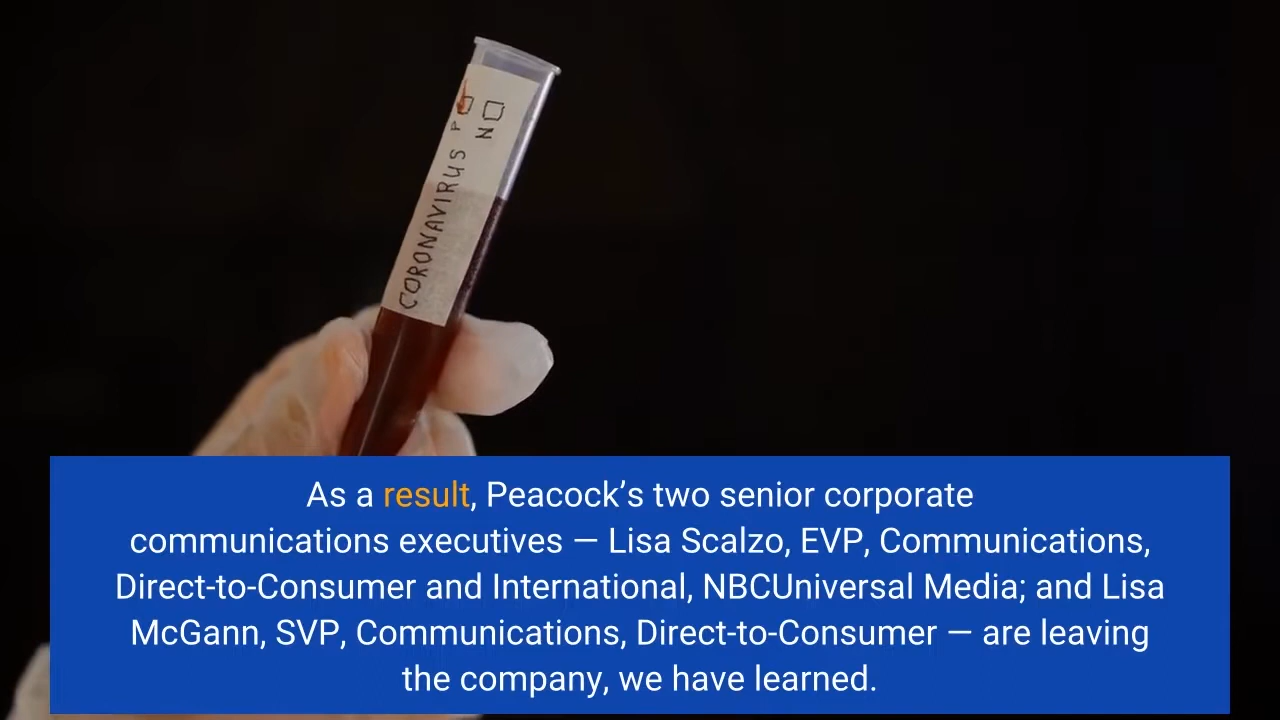 CORONAVIRUS P
N
As a result, Peacock’s two senior corporate
communications executives — Lisa Scalzo, EVP, Communications,
Direct-to-Consumer and International, NBCUniversal Media; and Lisa
McGann, SVP, Communications, Direct-to-Consumer — are leaving
the company, we have learned.